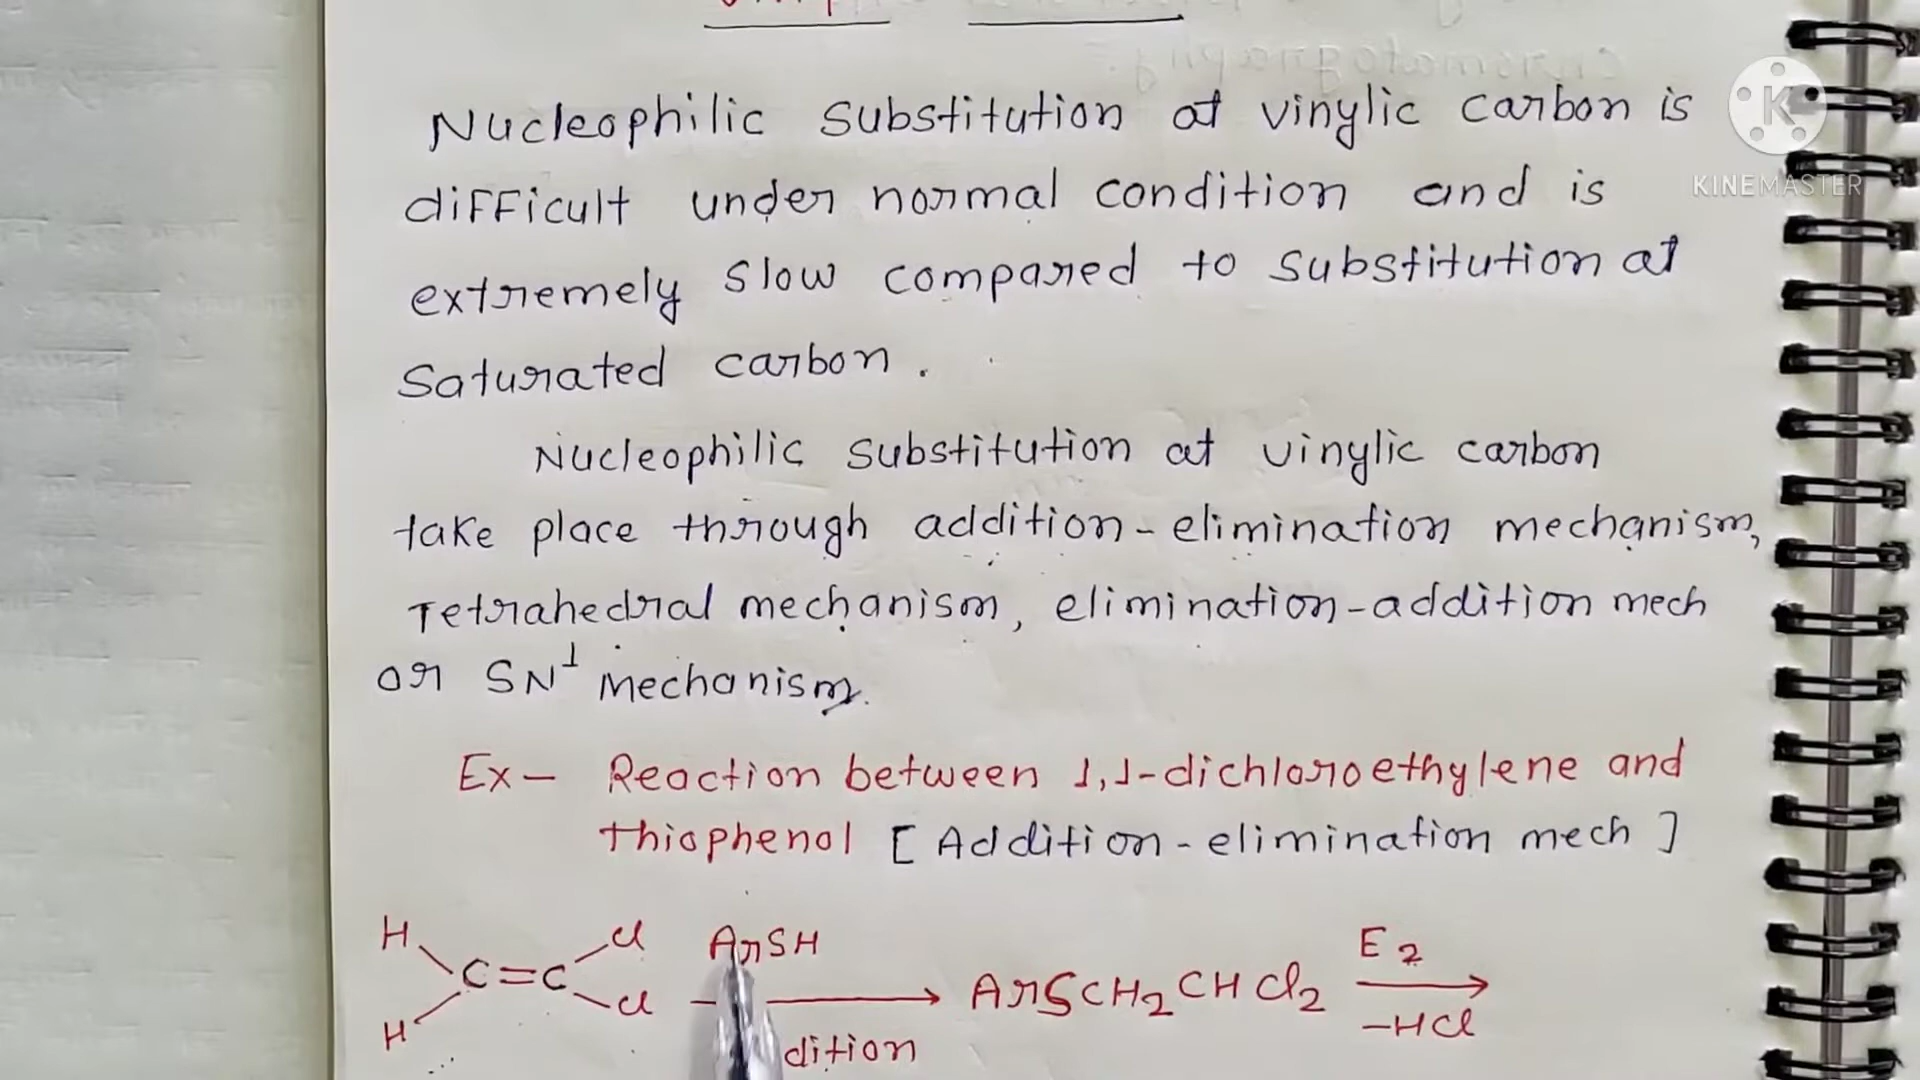 Nucleophilic substitution at vinylic carbon is
difficult under normal condition and is
extremely slow compared to substitution at
saturated carbon.
Nucleophilic substitution at vinylic carbon
take place through addition-elimination mechanism,
Tetrahedral mechanism, elimination-addition mech
or SN1 mechanism.
Ex- Reaction between 1,1-dichloroethylene and
thiophenol [Addition-elimination mech]
H Cl ArSH E2
C=C ArSCH2CHCl2
H Cl dition -HCl
KINEMASTER